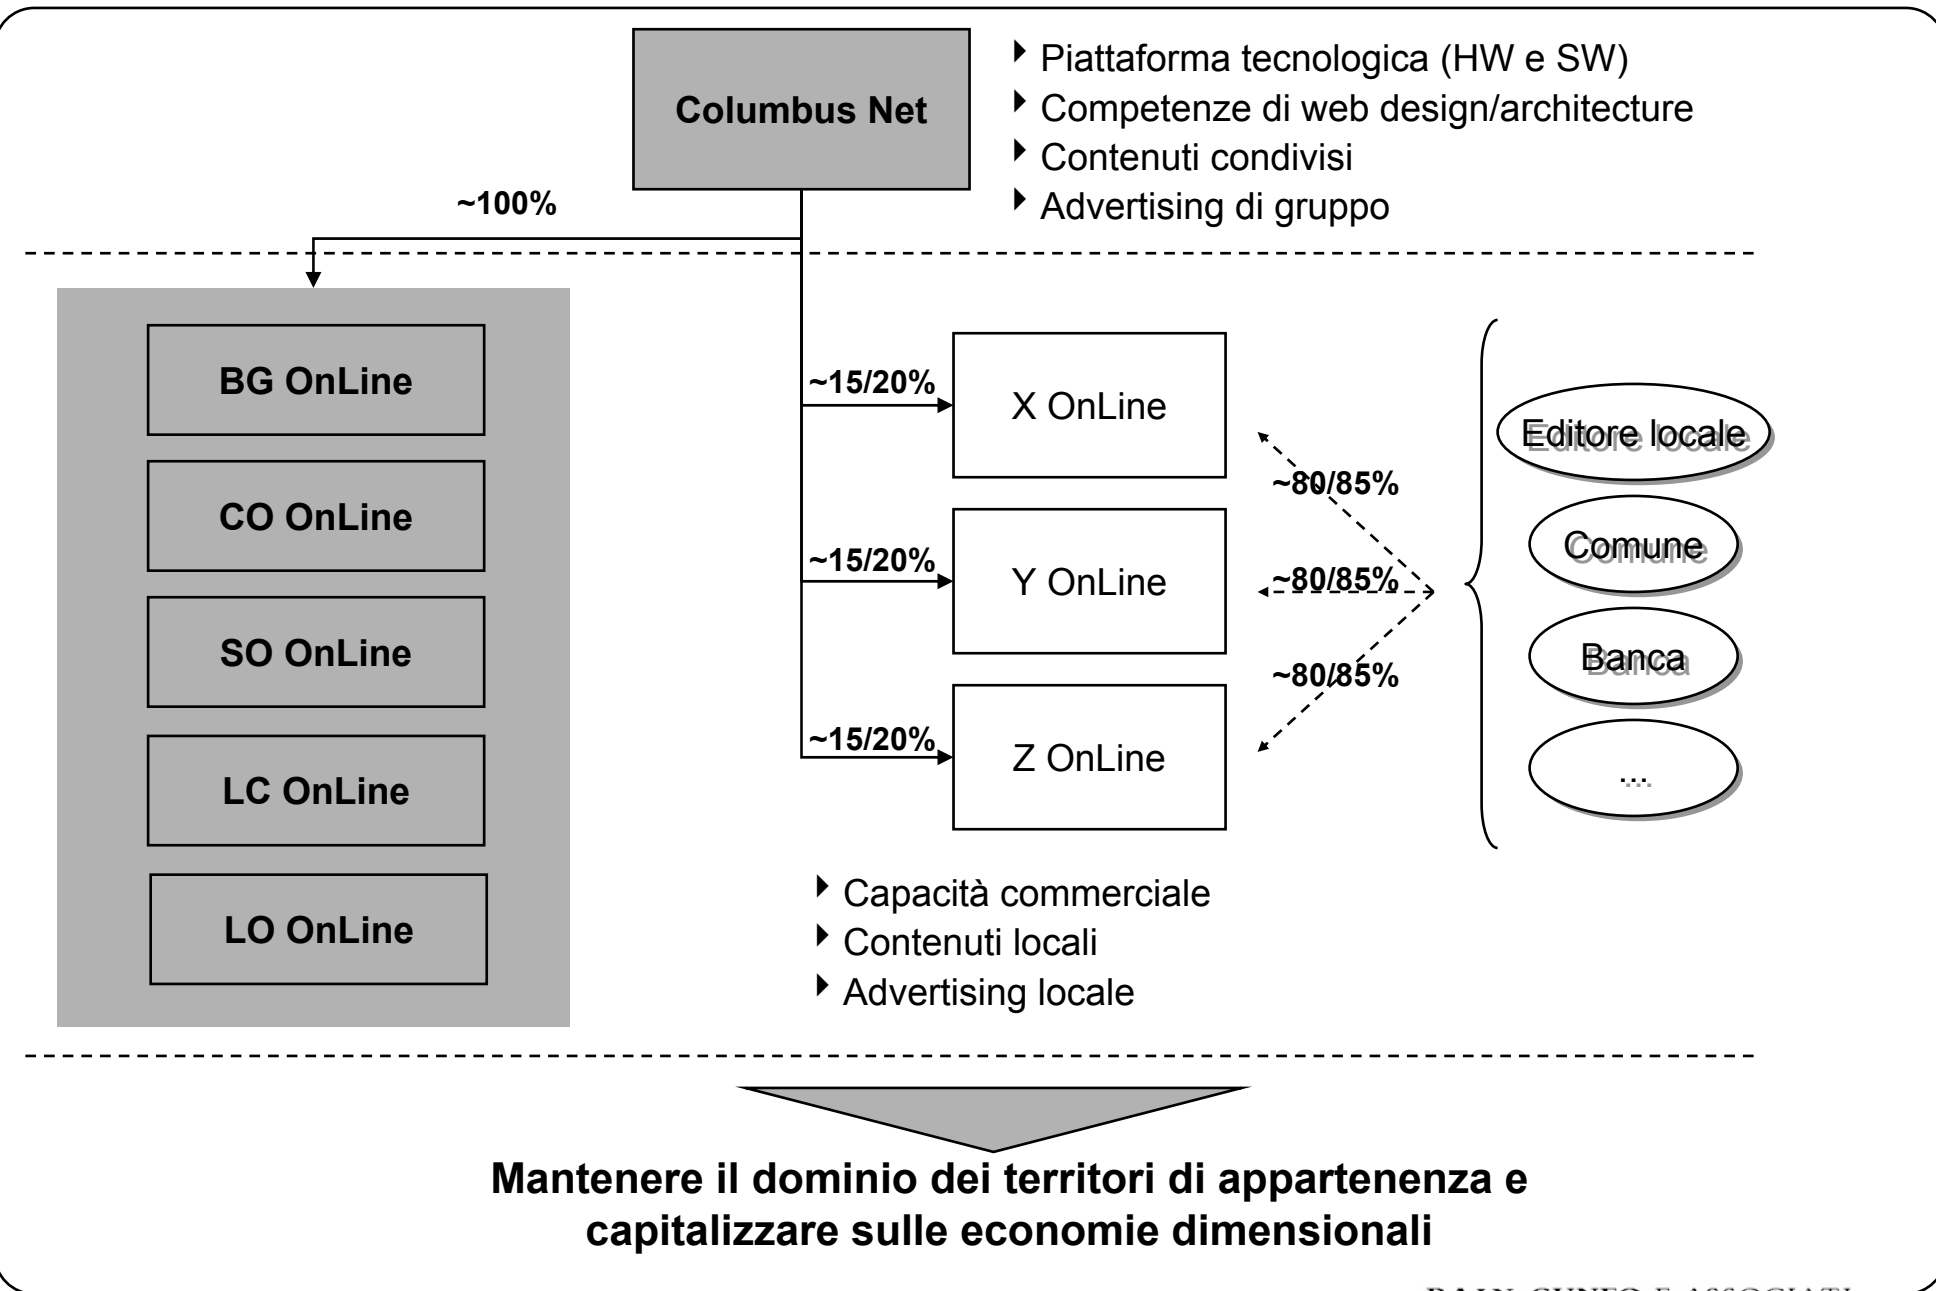 Columbus Net
Piattaforma tecnologica (HW e SW)
Competenze di web design/architecture
Contenuti condivisi
Advertising di gruppo
~100%
BG OnLine
CO OnLine
SO OnLine
LC OnLine
LO OnLine
~15/20%
X OnLine
~15/20%
Y OnLine
~15/20%
Z OnLine
~80/85%
~80/85%
~80/85%
Editore locale
Comune
Banca
...
Capacità commerciale
Contenuti locali
Advertising locale
Mantenere il dominio dei territori di appartenenza e
capitalizzare sulle economie dimensionali
BAIN, CUNEO E ASSOCIATI